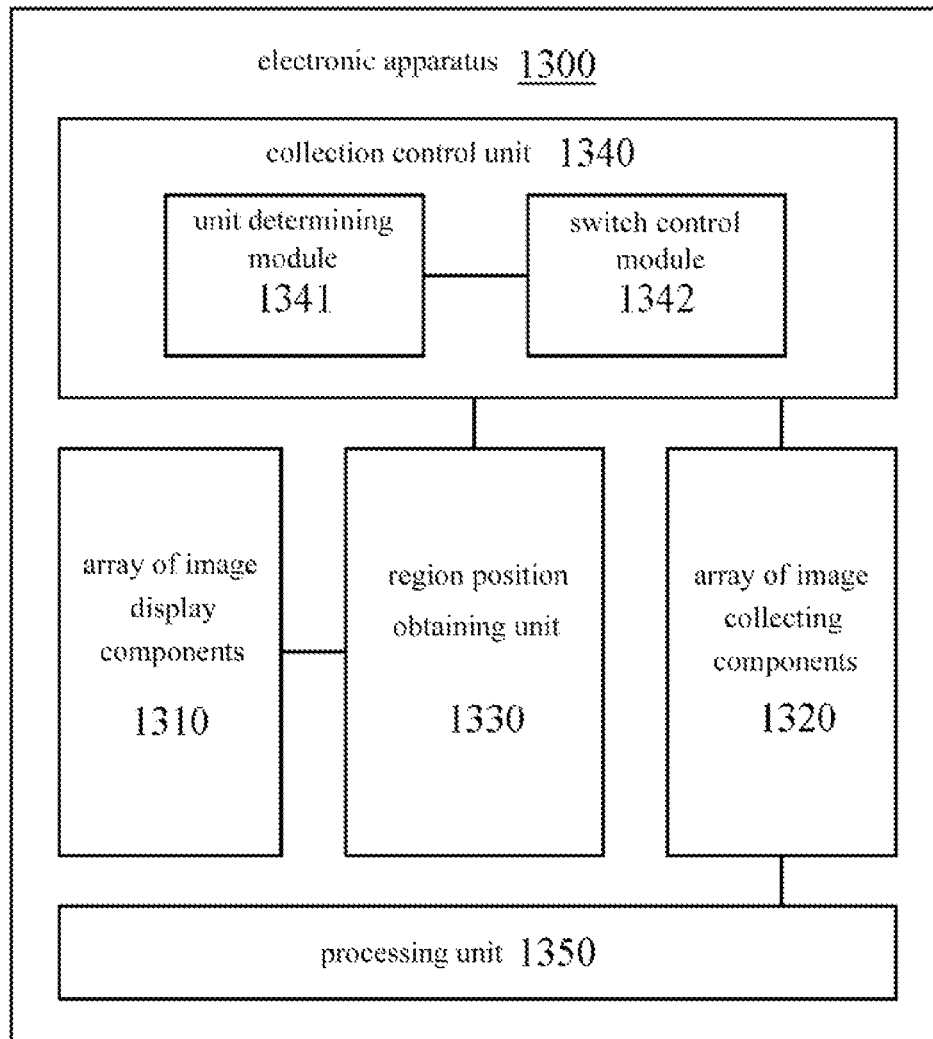 electronic apparatus 1300
collection control unit 1340
unit determining
module
1341
switch control
module
1342
array of image
display
components
1310
region position
obtaining unit
1330
array of image
collecting
components
1320
processing unit 1350